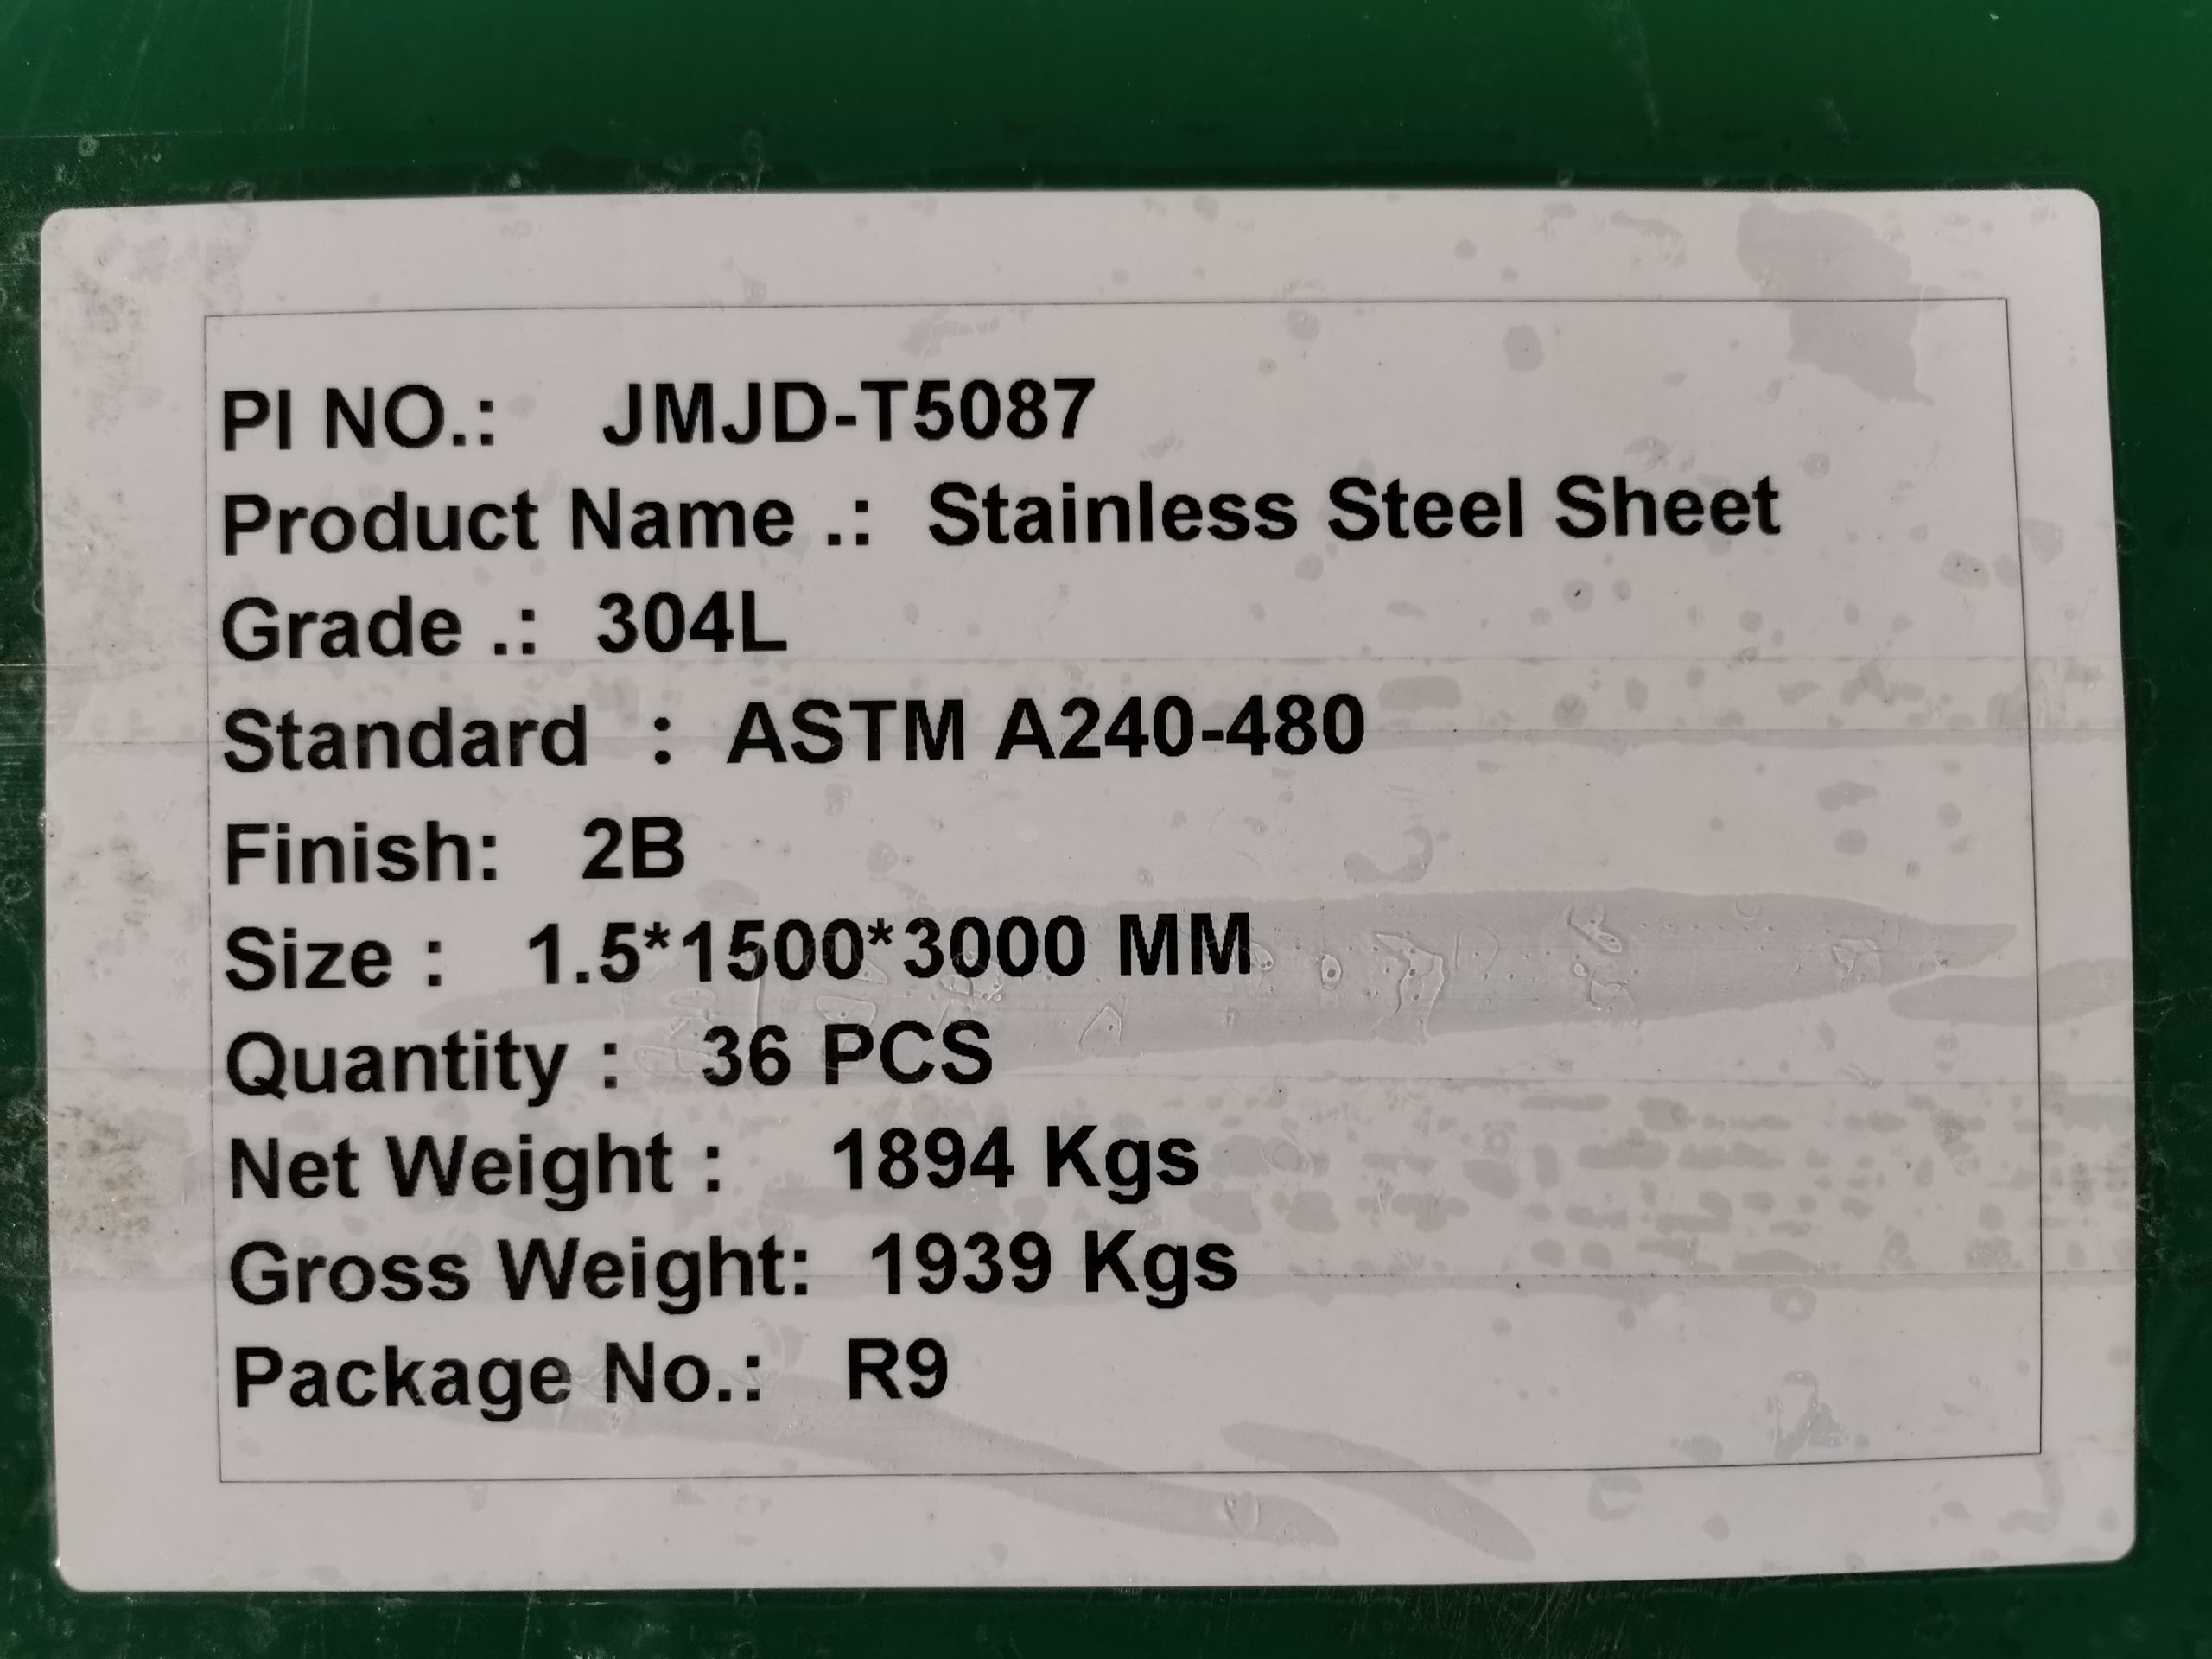 PI NO.: JMJD-T5087
Product Name .: Stainless Steel Sheet
Grade .: 304L
Standard : ASTM A240-480
Finish: 2B
Size : 1.5*1500*3000 MM
Quantity : 36 PCS
Net Weight : 1894 Kgs
Gross Weight: 1939 Kgs
Package No.: R9